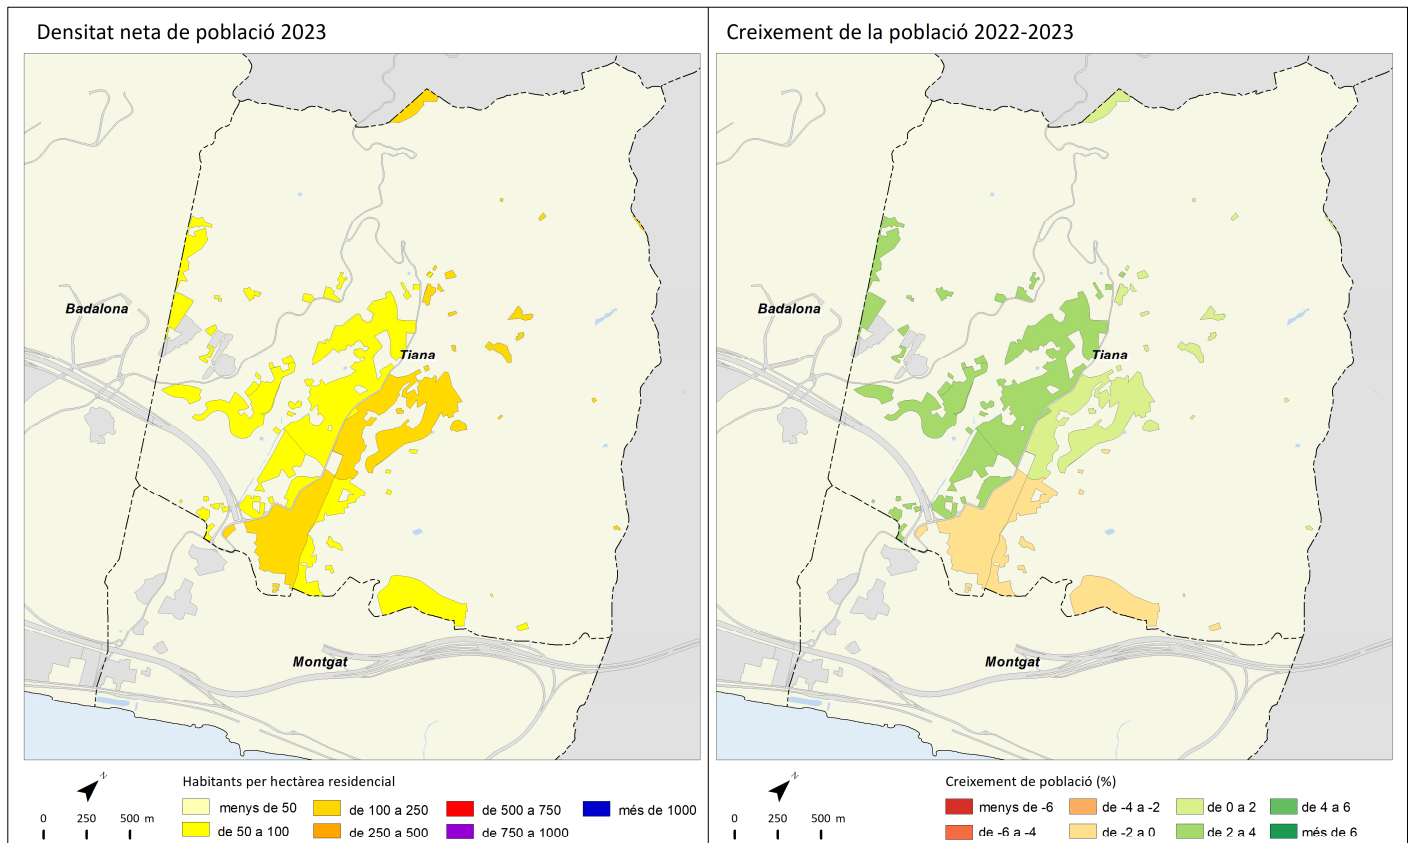 Densitat neta de població 2023
Creixement de la població 2022-2023
Badalona
Tiana
Montgat
Badalona
Tiana
Montgat
N
Habitants per hectàrea residencial
menys de 50
de 100 a 250
de 500 a 750
més de 1000
de 50 a 100
de 250 a 500
de 750 a 1000
0 250 500 m
N
Creixement de població (%)
menys de -6
de -4 a -2
de 0 a 2
de 4 a 6
de -6 a -4
de -2 a 0
de 2 a 4
més de 6
0 250 500 m